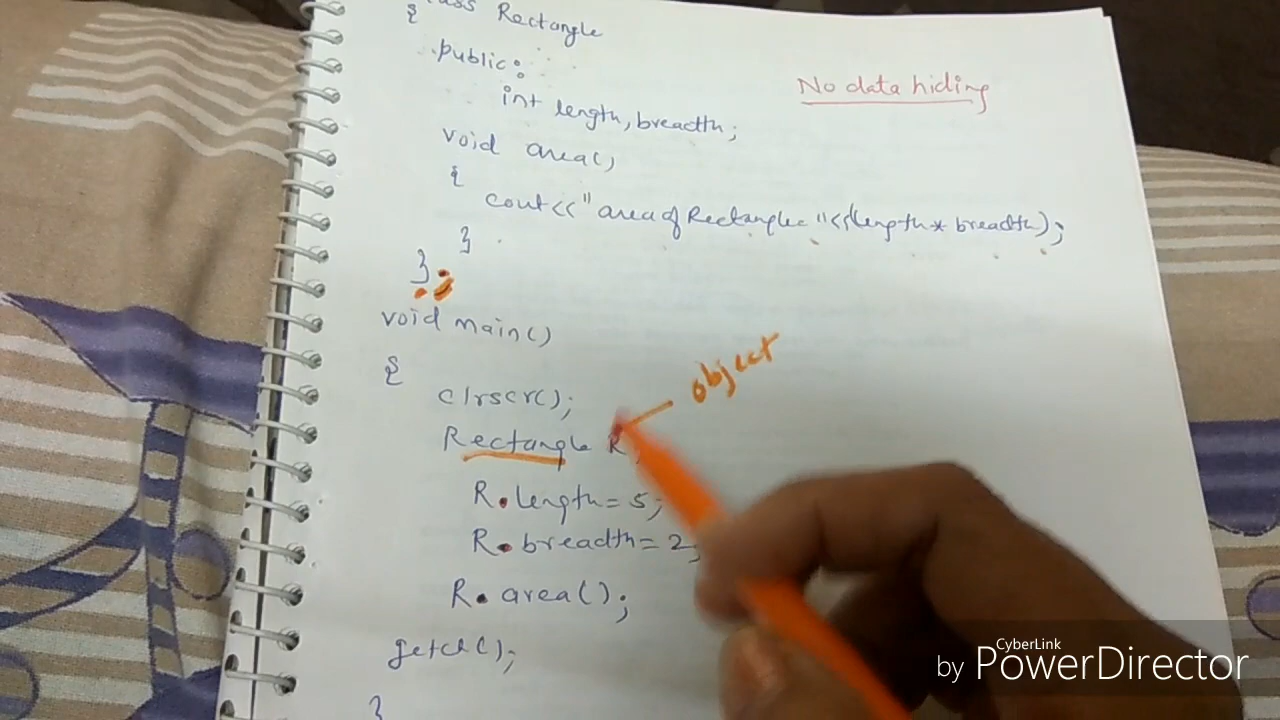 class Rectangle
{
public:
No data hiding
int length, breadth;
void area()
{
cout<<"area of Rectangle="<<(length*breadth);
}
};
void main()
{
clrscr();
object
Rectangle R;
R.length=5;
R.breadth=2;
R.area();
getch();
}
CyberLink
by PowerDirector